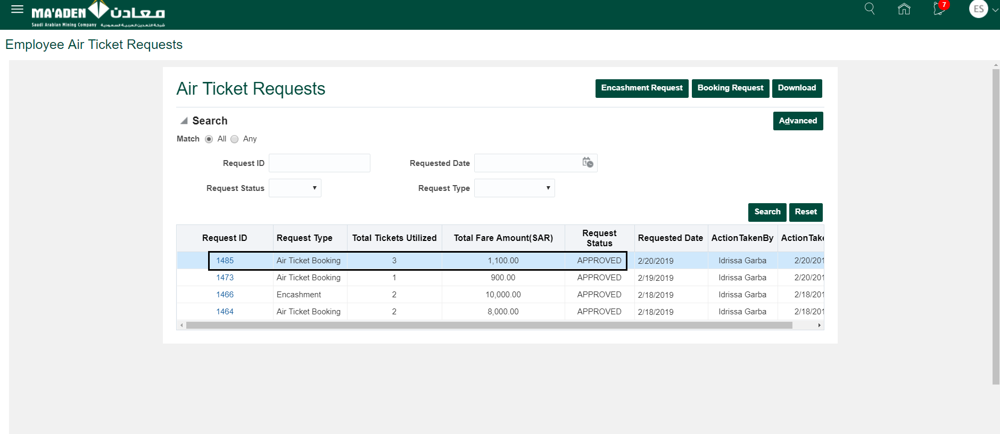 MA'ADEN معادن
Saudi Arabian Mining Company شركة التعدين العربية السعودية
7
ES
Employee Air Ticket Requests
Air Ticket Requests
Encashment Request Booking Request Download
Search
Advanced
Match All Any
Request ID Requested Date
Request Status Request Type
Search Reset
Request ID Request Type Total Tickets Utilized Total Fare Amount(SAR) Request Status Requested Date ActionTakenBy ActionTake
1485 Air Ticket Booking 3 1,100.00 APPROVED 2/20/2019 Idrissa Garba 2/20/201
1473 Air Ticket Booking 1 900.00 APPROVED 2/19/2019 Idrissa Garba 2/20/201
1466 Encashment 2 10,000.00 APPROVED 2/18/2019 Idrissa Garba 2/18/201
1464 Air Ticket Booking 2 8,000.00 APPROVED 2/18/2019 Idrissa Garba 2/18/201